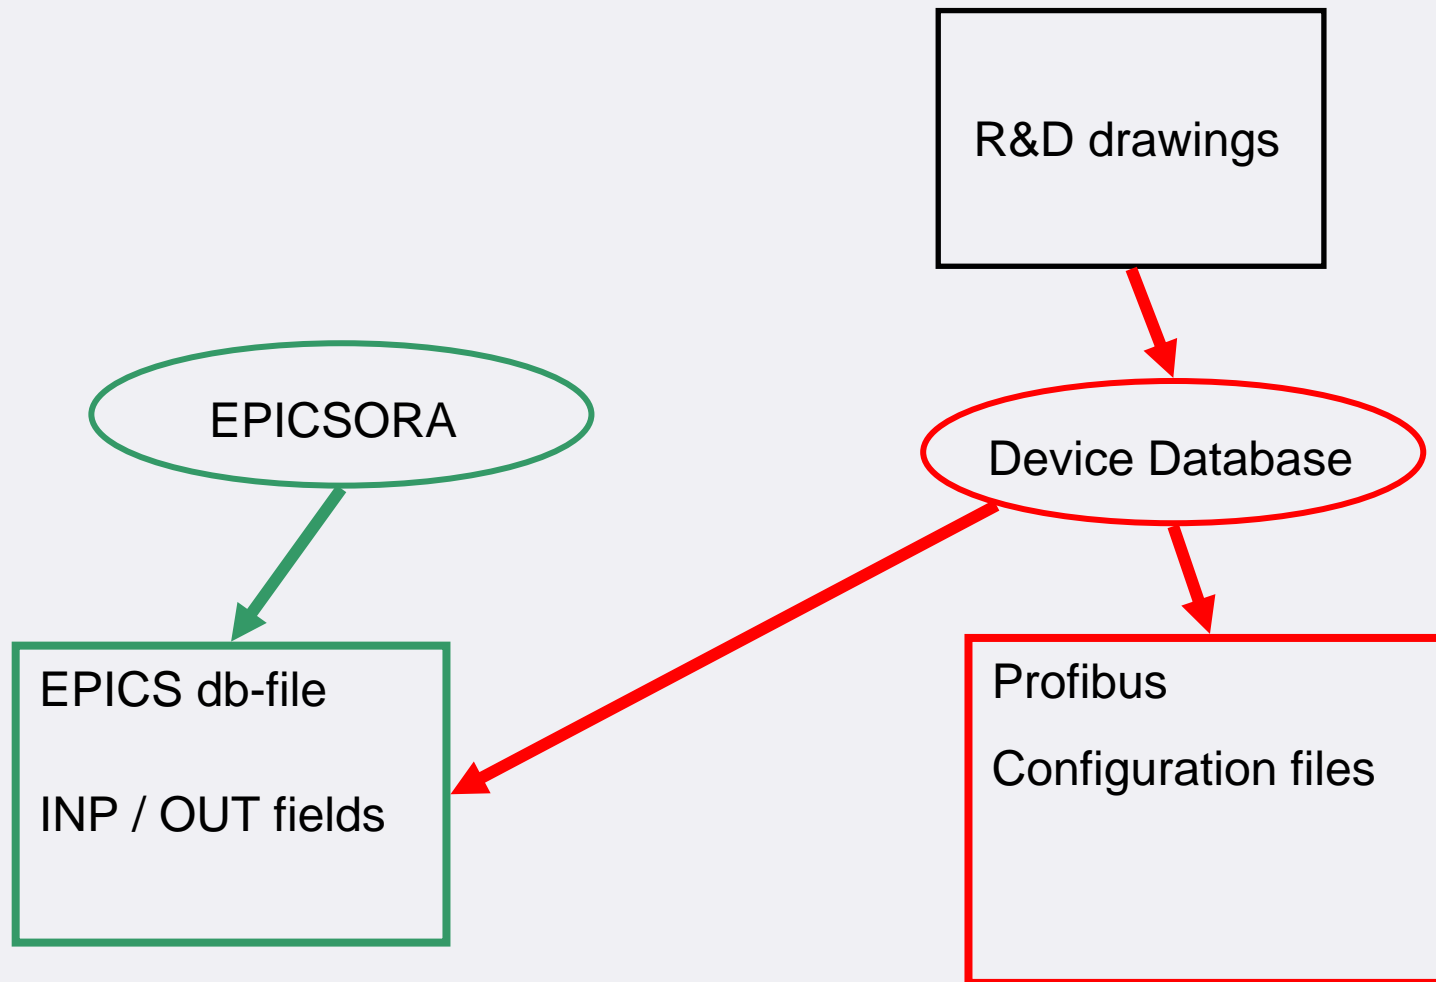 R&D drawings
EPICSORA
Device Database
EPICS db-file
INP / OUT fields
Profibus
Configuration files